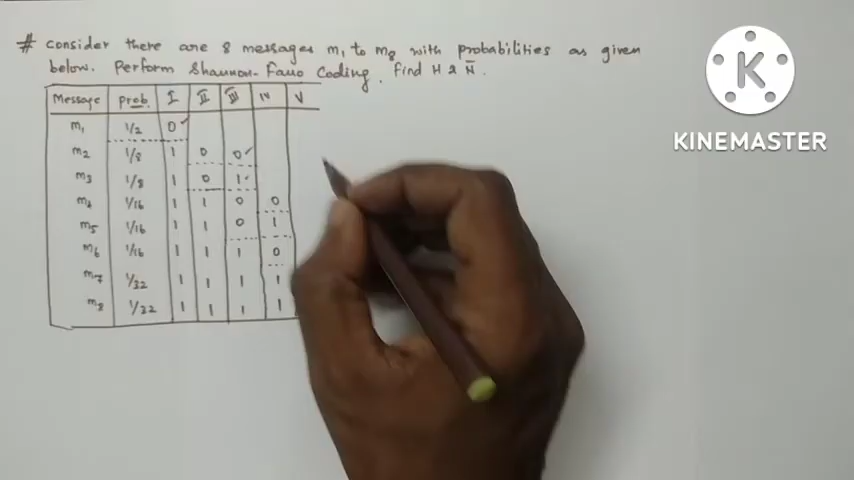 # Consider there are 8 messages m1 to m8 with probabilities as given
below. Perform Shannon-Fano Coding. Find H & N̄.
Message Prob I II III IV V
m1 1/2 0 ✓
m2 1/8 1 0 0 ✓
m3 1/8 1 0 1 ✓
m4 1/16 1 1 0 0
m5 1/16 1 1 0 1
m6 1/16 1 1 1 0
m7 1/32 1 1 1 1
m8 1/32 1 1 1 1
K
KINEMASTER